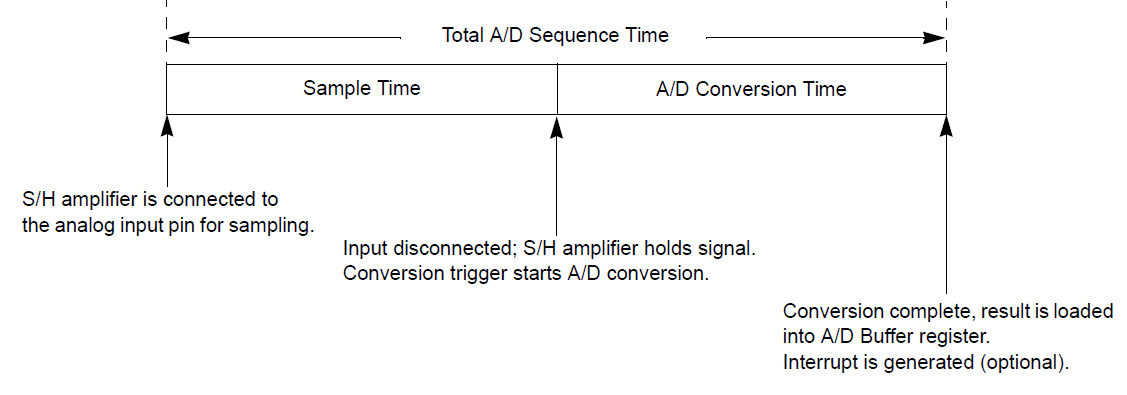 Total A/D Sequence Time
Sample Time
A/D Conversion Time
S/H amplifier is connected to
the analog input pin for sampling.
Input disconnected; S/H amplifier holds signal.
Conversion trigger starts A/D conversion.
Conversion complete, result is loaded
into A/D Buffer register.
Interrupt is generated (optional).